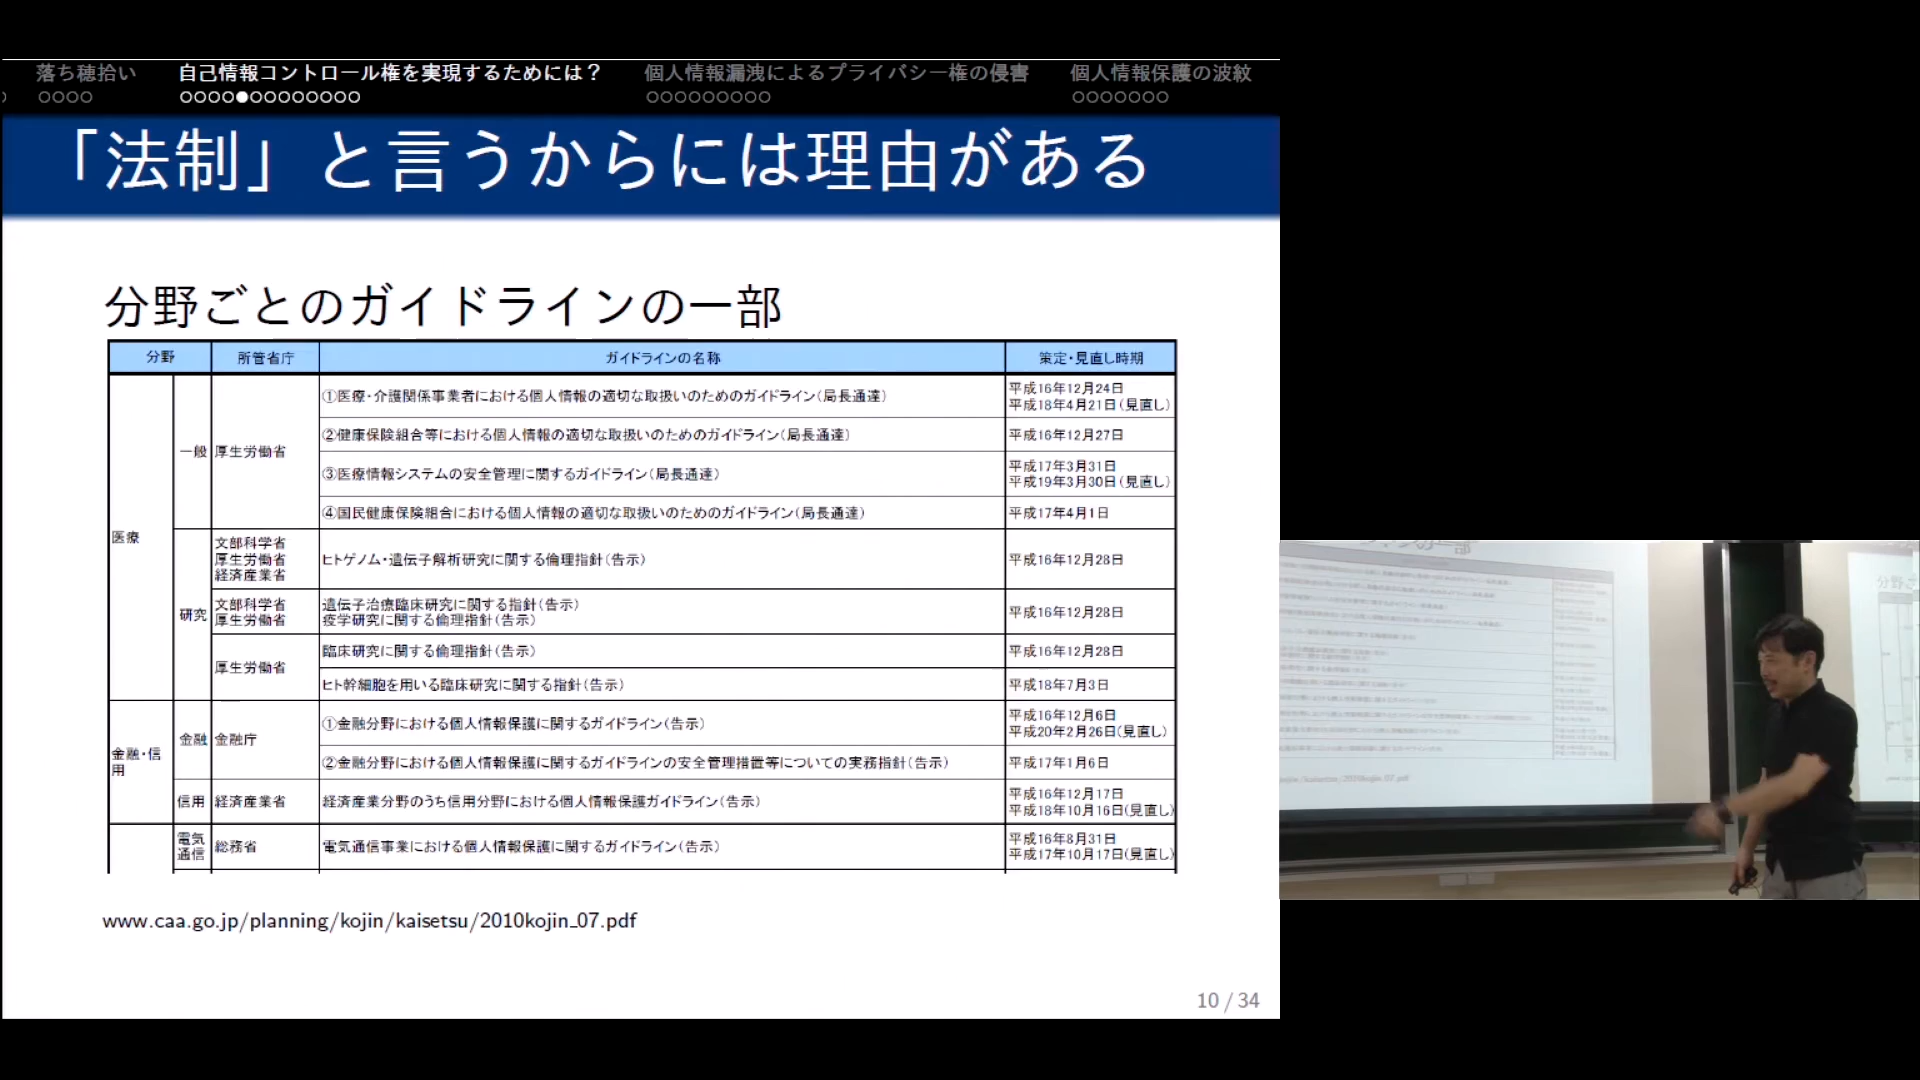 落ち穂拾い 自己情報コントロール権を実現するためには？ 個人情報漏洩によるプライバシー権の侵害 個人情報保護の波紋
「法制」と言うからには理由がある
分野ごとのガイドラインの一部
分野 所管省庁 ガイドラインの名称 策定・見直し時期
医療
一般 厚生労働省
①医療・介護関係事業者における個人情報の適切な取扱いのためのガイドライン(局長通達)
平成16年12月24日
平成18年4月21日(見直し)
②健康保険組合等における個人情報の適切な取扱いのためのガイドライン(局長通達) 平成16年12月27日
③医療情報システムの安全管理に関するガイドライン(局長通達)
平成17年3月31日
平成19年3月30日(見直し)
④国民健康保険組合における個人情報の適切な取扱いのためのガイドライン(局長通達) 平成17年4月1日
研究
文部科学省
厚生労働省
経済産業省
ヒトゲノム・遺伝子解析研究に関する倫理指針(告示) 平成16年12月28日
文部科学省
厚生労働省
遺伝子治療臨床研究に関する指針(告示)
疫学研究に関する倫理指針(告示)
平成16年12月28日
厚生労働省
臨床研究に関する倫理指針(告示) 平成16年12月28日
ヒト幹細胞を用いる臨床研究に関する指針(告示) 平成18年7月3日
金融・信
用
金融 金融庁
①金融分野における個人情報保護に関するガイドライン(告示)
平成16年12月6日
平成20年2月26日(見直し)
②金融分野における個人情報保護に関するガイドラインの安全管理措置等についての実務指針(告示) 平成17年1月6日
信用 経済産業省 経済産業分野のうち信用分野における個人情報保護ガイドライン(告示)
平成16年12月17日
平成18年10月16日(見直し)
電気
通信
総務省 電気通信事業における個人情報保護に関するガイドライン(告示)
平成16年8月31日
平成17年10月17日(見直し)
www.caa.go.jp/planning/kojin/kaisetsu/2010kojin_07.pdf
10 / 34